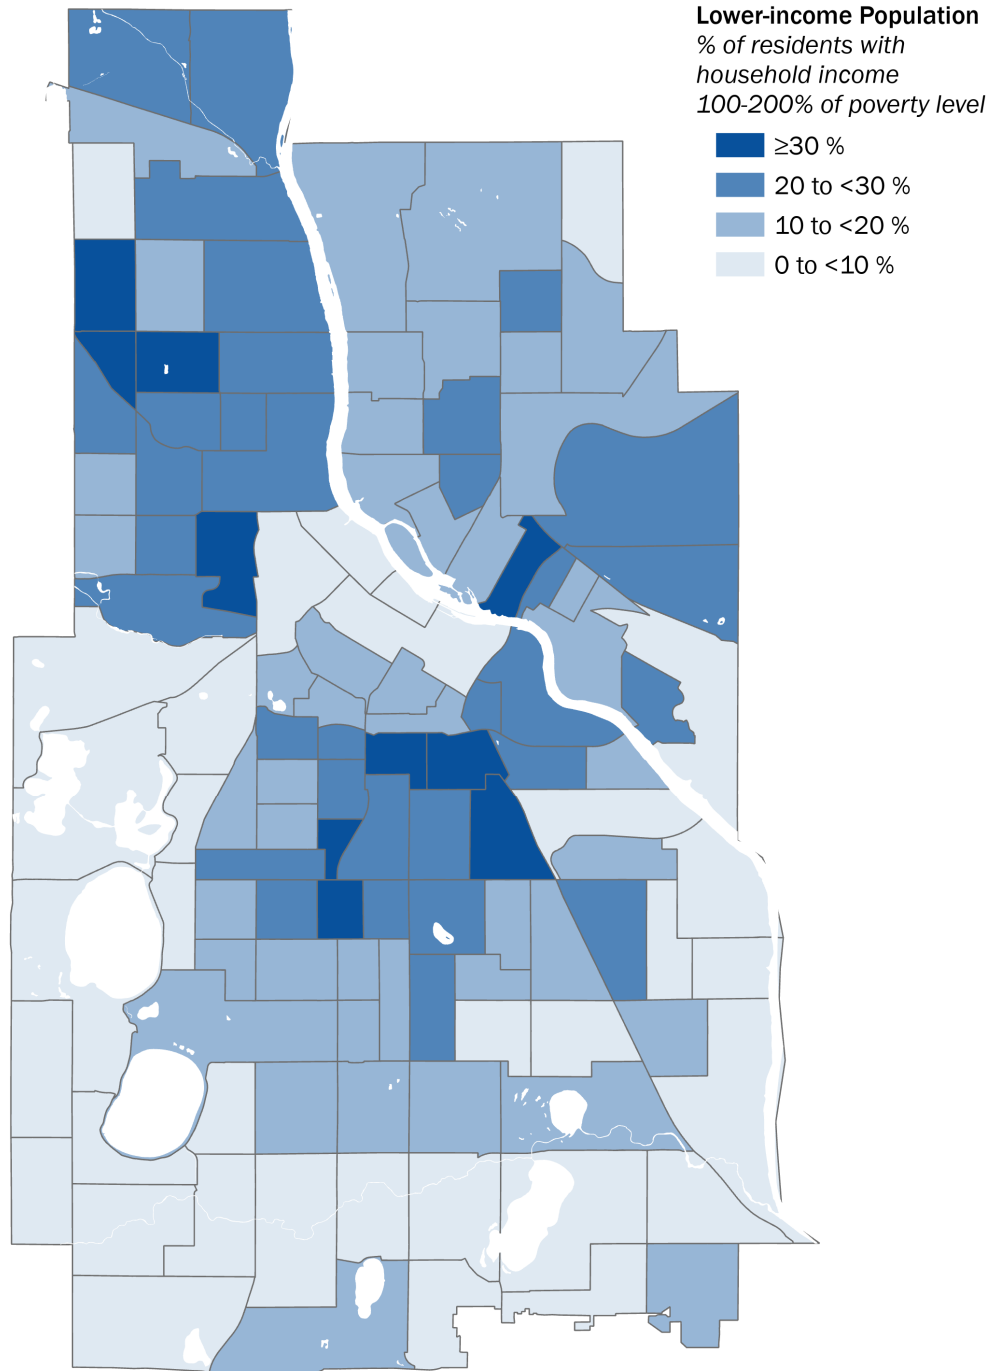 Lower-income Population
% of residents with
household income
100-200% of poverty level
≥30 %
20 to <30 %
10 to <20 %
0 to <10 %